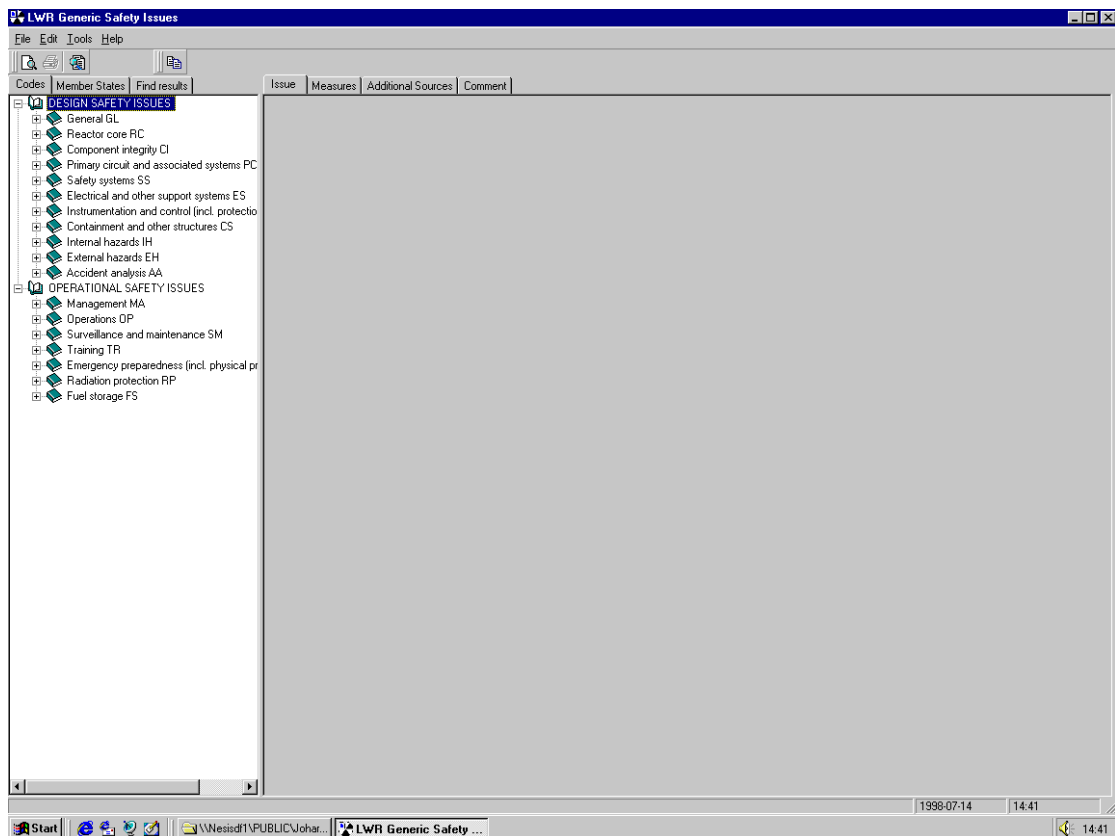 LWR Generic Safety Issues
File Edit Tools Help
Codes Member States Find results Issue Measures Additional Sources Comment
DESIGN SAFETY ISSUES
General GL
Reactor core RC
Component integrity CI
Primary circuit and associated systems PC
Safety systems SS
Electrical and other support systems ES
Instrumentation and control (incl. protectio
Containment and other structures CS
Internal hazards IH
External hazards EH
Accident analysis AA
OPERATIONAL SAFETY ISSUES
Management MA
Operations OP
Surveillance and maintenance SM
Training TR
Emergency preparedness (incl. physical pr
Radiation protection RP
Fuel storage FS
1998-07-14 14:41
Start \\Nesisdf1\PUBLIC\Johar... LWR Generic Safety ... 14:41